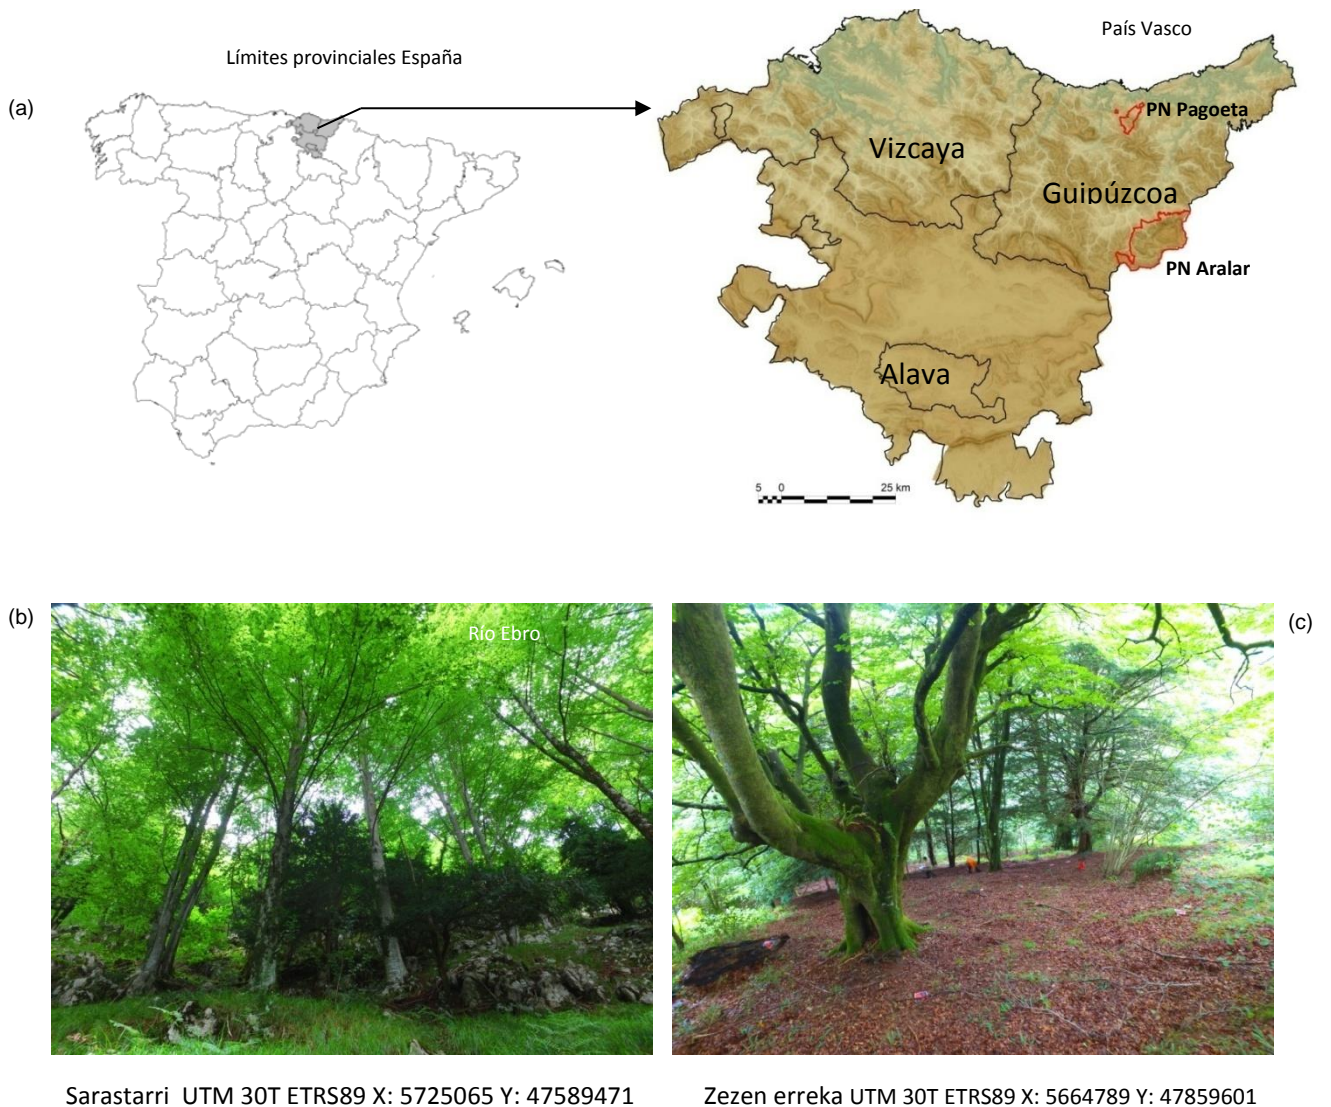 Límites provinciales España
País Vasco
(a)
PN Pagoeta
Vizcaya
Guipúzcoa
PN Aralar
Alava
5 0 25 km
(b)
Río Ebro
(c)
Sarastarri UTM 30T ETRS89 X: 5725065 Y: 47589471
Zezen erreka UTM 30T ETRS89 X: 5664789 Y: 47859601